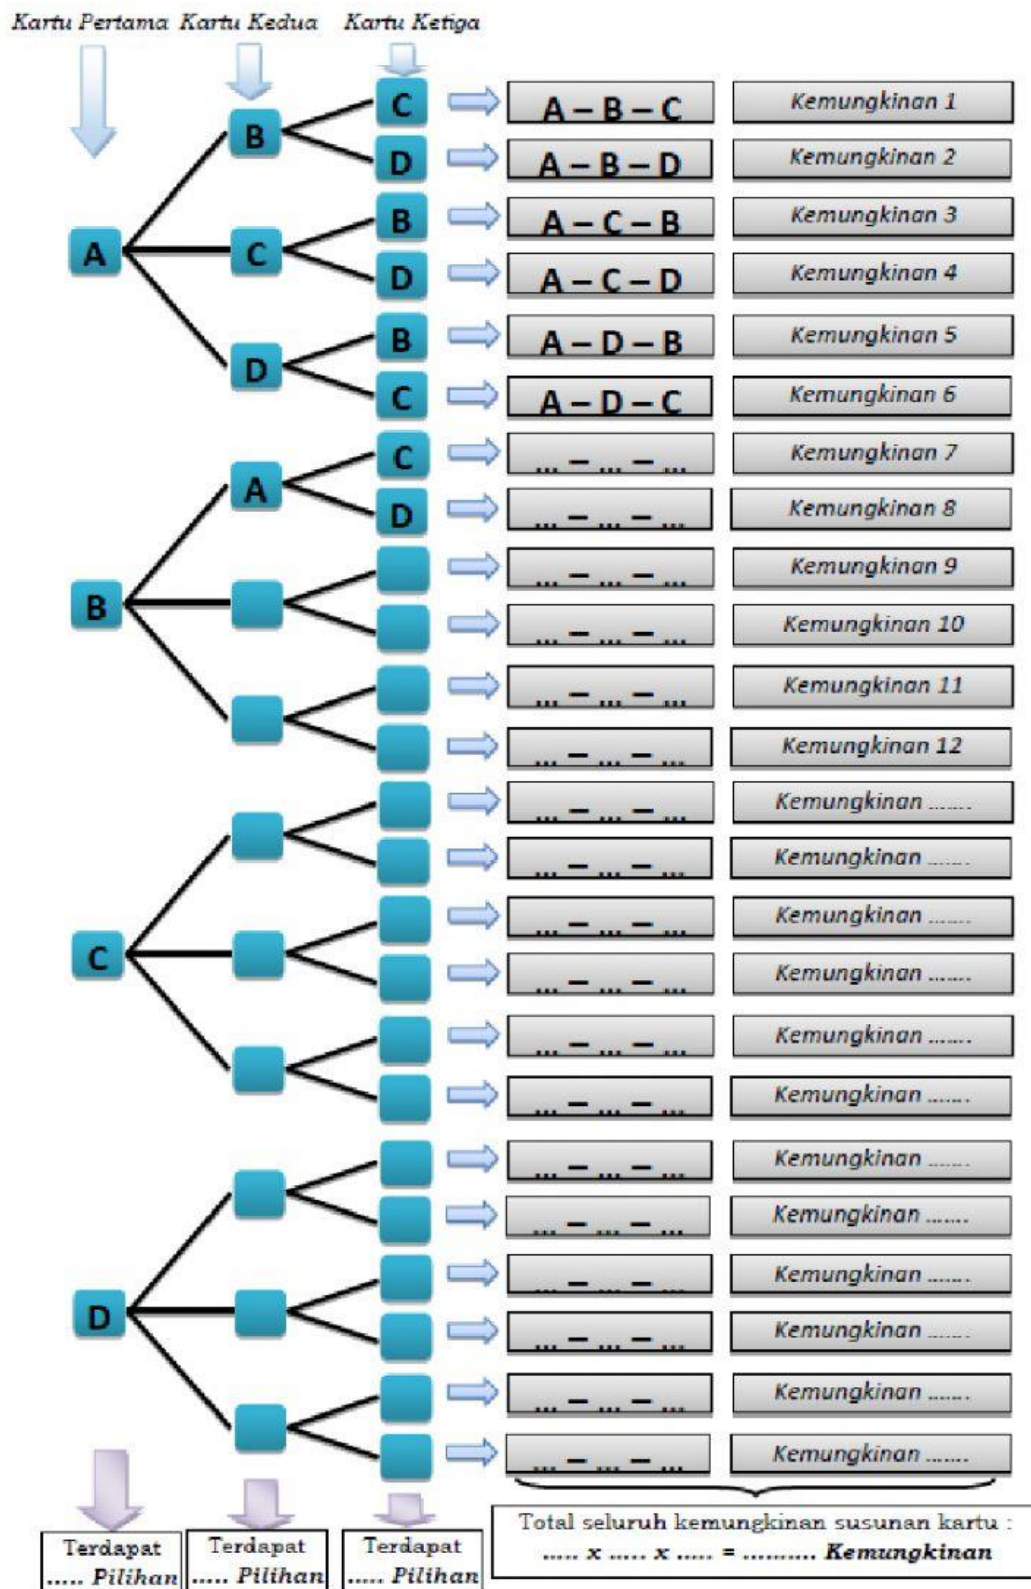 Kartu Pertama Kartu Kedua Kartu Ketiga
C A – B – C Kemungkinan 1
B
D A – B – D Kemungkinan 2
B A – C – B Kemungkinan 3
A C
D A – C – D Kemungkinan 4
B A – D – B Kemungkinan 5
D
C A – D – C Kemungkinan 6
C ... – ... – ... Kemungkinan 7
A
D ... – ... – ... Kemungkinan 8
... – ... – ... Kemungkinan 9
B
... – ... – ... Kemungkinan 10
... – ... – ... Kemungkinan 11
... – ... – ... Kemungkinan 12
... – ... – ... Kemungkinan .......
... – ... – ... Kemungkinan .......
... – ... – ... Kemungkinan .......
C
... – ... – ... Kemungkinan .......
... – ... – ... Kemungkinan .......
... – ... – ... Kemungkinan .......
... – ... – ... Kemungkinan .......
... – ... – ... Kemungkinan .......
... – ... – ... Kemungkinan .......
D
... – ... – ... Kemungkinan .......
... – ... – ... Kemungkinan .......
... – ... – ... Kemungkinan .......
Terdapat
..... Pilihan
Terdapat
..... Pilihan
Terdapat
..... Pilihan
Total seluruh kemungkinan susunan kartu :
..... x ..... x ..... = .......... Kemungkinan